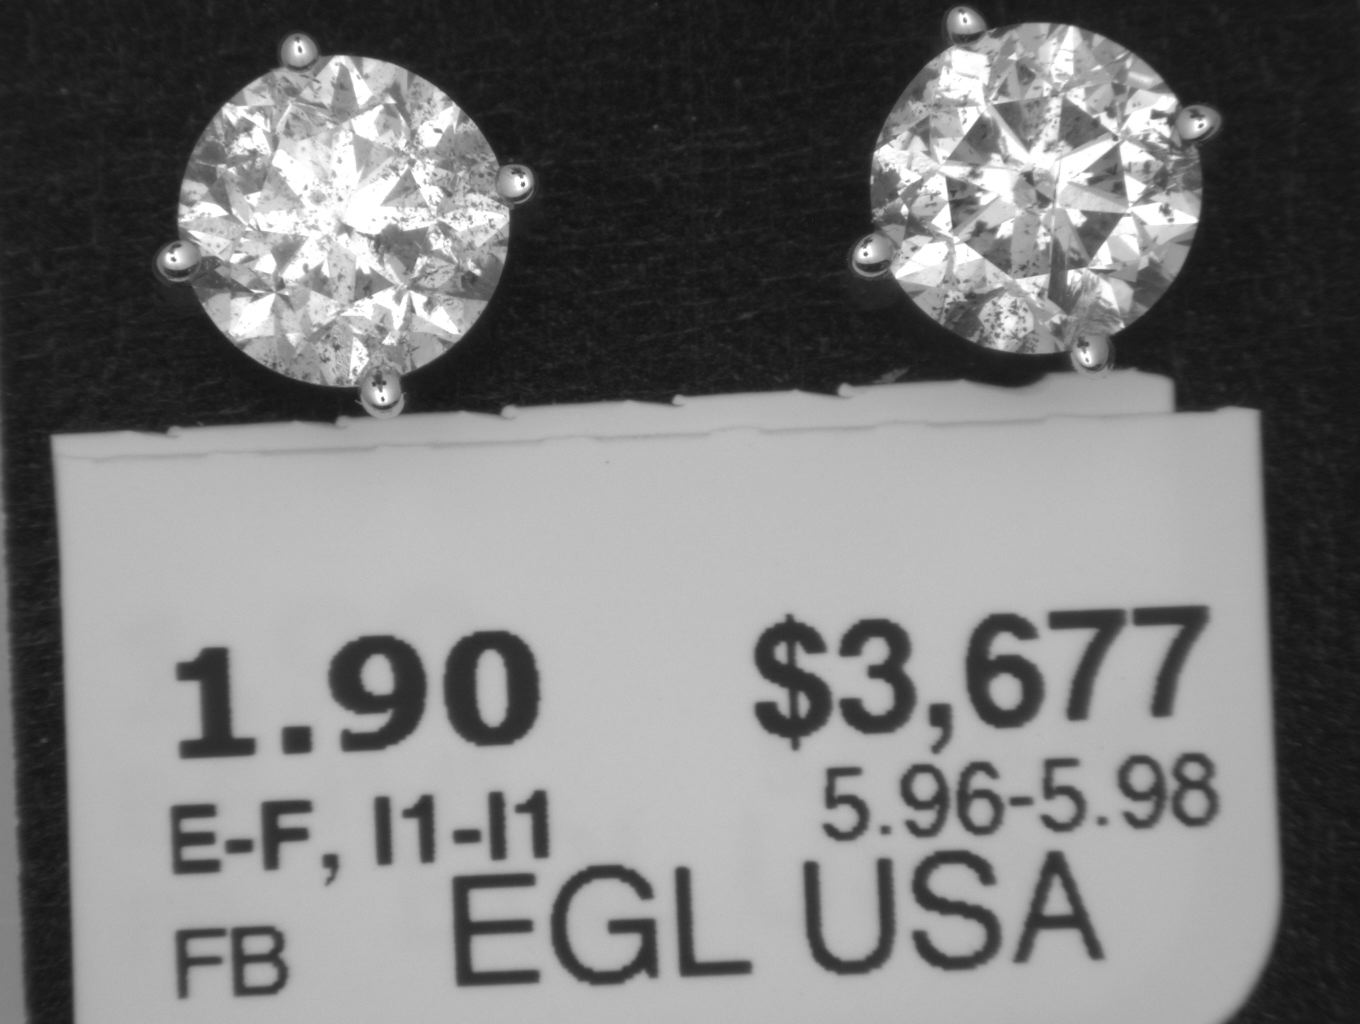 1.90 $3,677
E-F, I1-I1 5.96-5.98
FB EGL USA